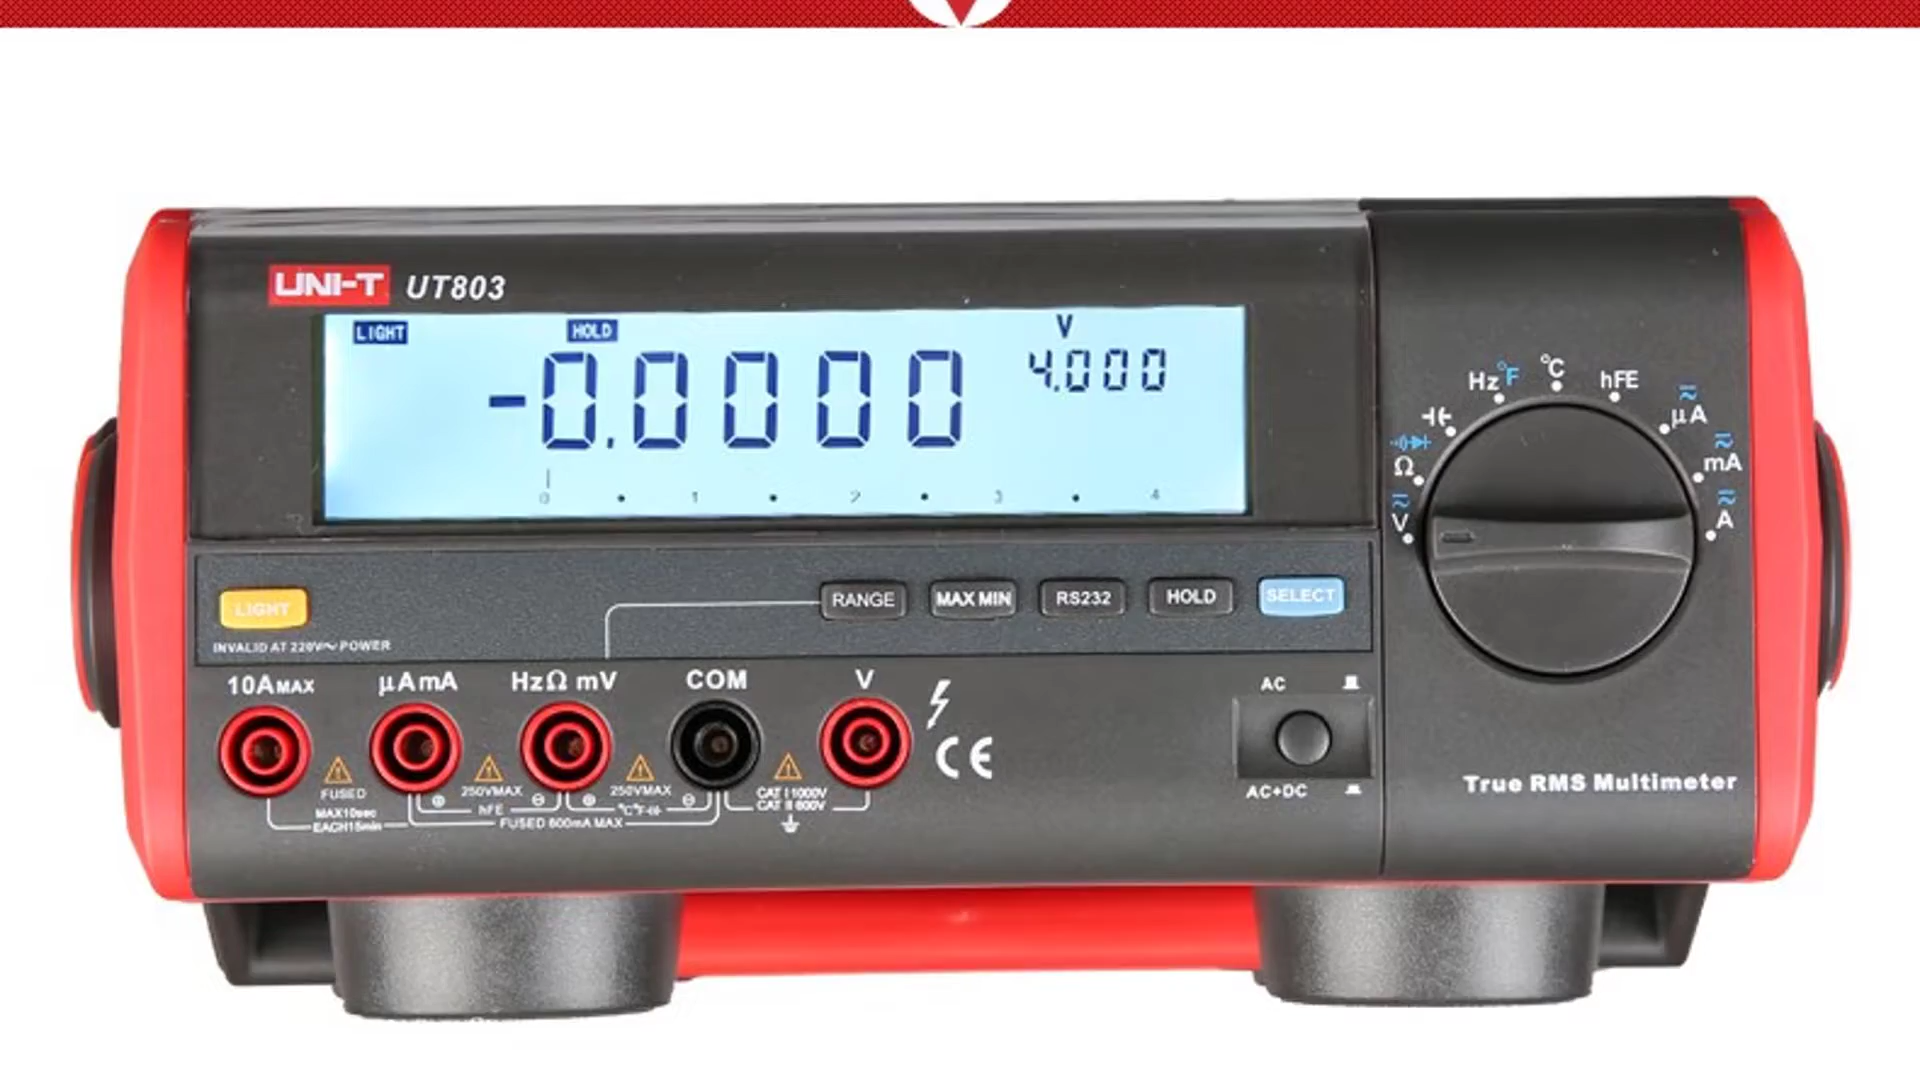 UNI-T UT803
LIGHT HOLD V
-0.0000 4.000
0 1 2 3 4
Hz °F °C hFE
μA
Ω mA
V A
LIGHT RANGE MAX MIN RS232 HOLD SELECT
INVALID AT 220V~ POWER
10A MAX μAmA HzΩ mV COM V
AC
CE
FUSED 250VMAX 250VMAX CAT I 1000V
MAX10sec hFE °C°F CAT II 600V
EACH15min FUSED 600mA MAX
AC+DC
True RMS Multimeter